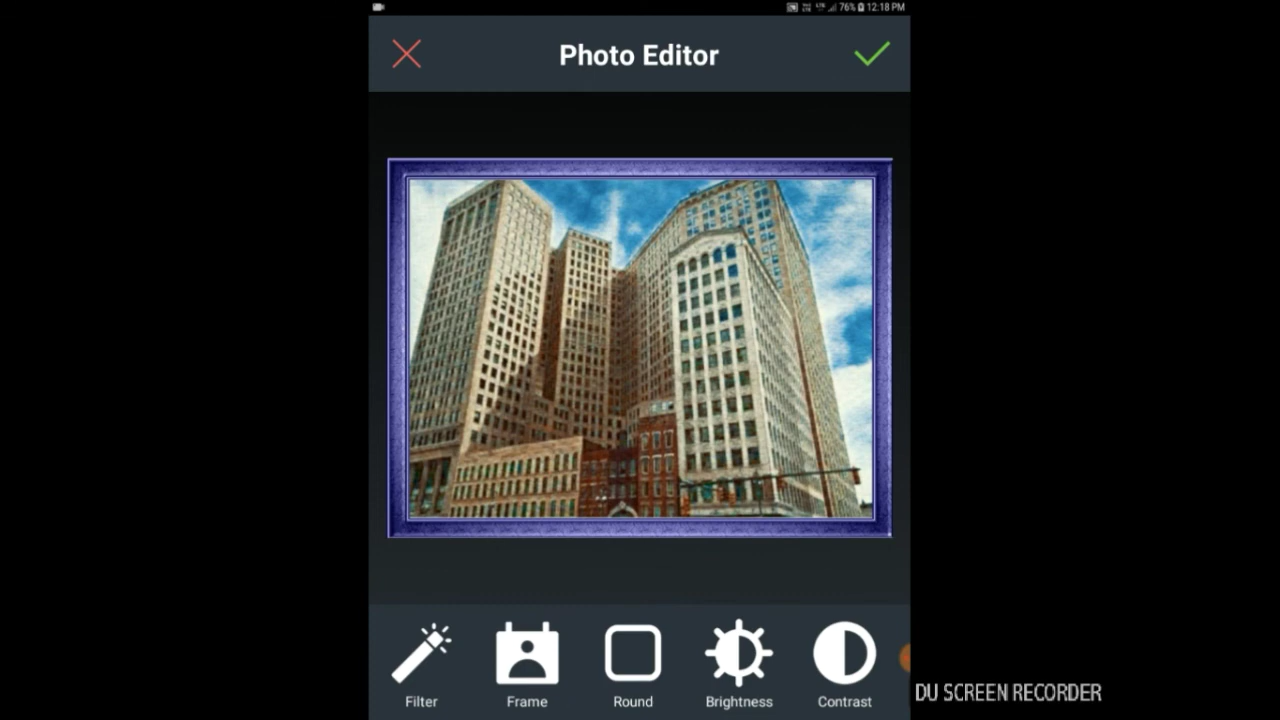 76% 12:18 PM
Photo Editor
Filter
Frame
Round
Brightness
Contrast
DU SCREEN RECORDER